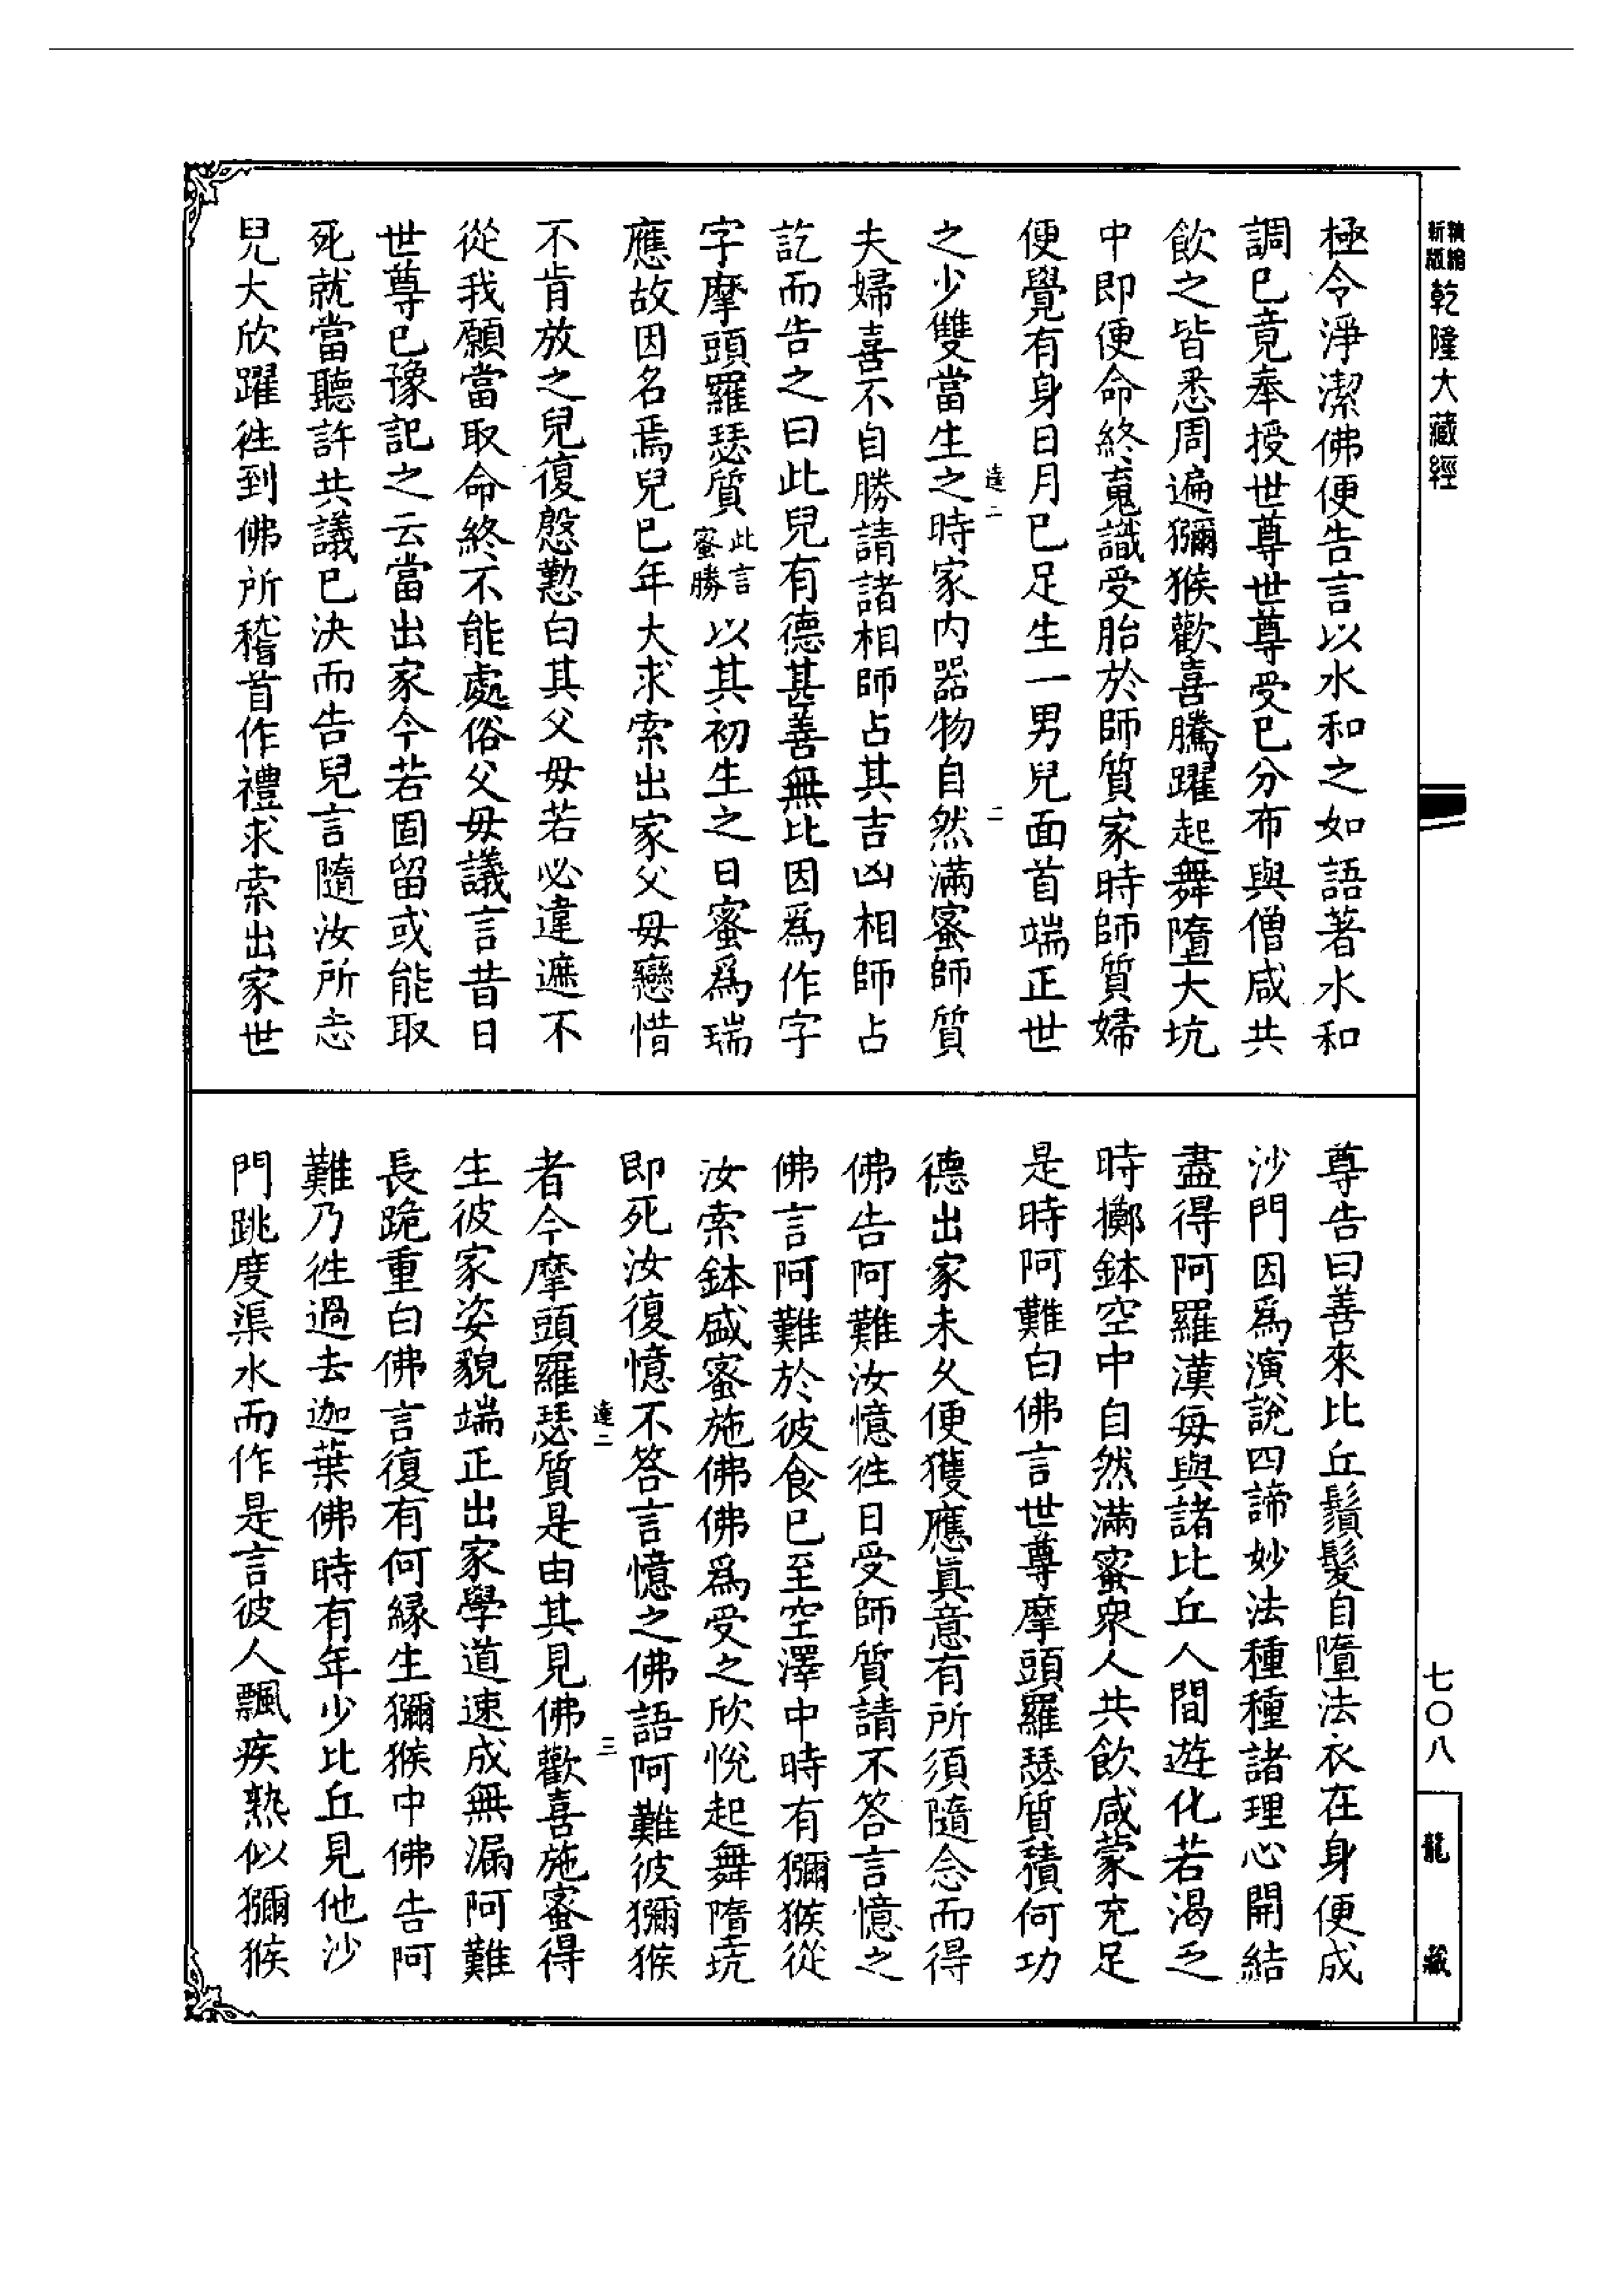 精縮
新版
乾隆大藏經
極令淨潔佛便告言以水和之如語著水和
調已竟奉授世尊世尊受已分布與僧咸共
飲之皆悉周遍獼猴歡喜騰躍起舞墮大坑
中即便命終䰟識受胎於師質家時師質婦
便覺有身日月已足生一男兒面首端正世
達二
二
之少雙當生之時家內器物自然滿蜜師質
夫婦喜不自勝請諸相師占其吉凶相師占
訖而告之曰此兒有德甚善無比因爲作字
字摩頭羅瑟質此言蜜勝以其初生之日蜜爲瑞
應故因名焉兒已年大求索出家父毋戀惜
不肯放之兒復慇懃白其父毋若必違遮不
從我願當取命終不能處俗父毋議言昔日
世尊已豫記之云當出家今若固留或能取
死就當聽許共議已決而告兒言隨汝所志
兒大欣躍徃到佛所稽首作禮求索出家世
尊告曰善來比丘鬚髮自墮法衣在身便成
沙門因爲演說四諦妙法種種諸理心開結
盡得阿羅漢每與諸比丘人間遊化若渴乏
時擲鉢空中自然滿蜜衆人共飲咸蒙充足
是時阿難白佛言世尊摩頭羅瑟質積何功
德出家未久便獲應眞意有所須隨念而得
佛告阿難汝憶徃日受師質請不答言憶之
佛言阿難於彼食已至空澤中時有獼猴從
汝索鉢盛蜜施佛佛爲受之欣悅起舞墮坑
即死汝復憶不答言憶之佛語阿難彼獼猴
達二
三
者今摩頭羅瑟質是由其見佛歡喜施蜜得
生彼家姿貌端正出家學道速成無漏阿難
長跪重白佛言復有何縁生獼猴中佛告阿
難乃徃過去迦葉佛時有年少比丘見他沙
門跳度渠水而作是言彼人飄疾熟似獼猴
七〇八
龍藏